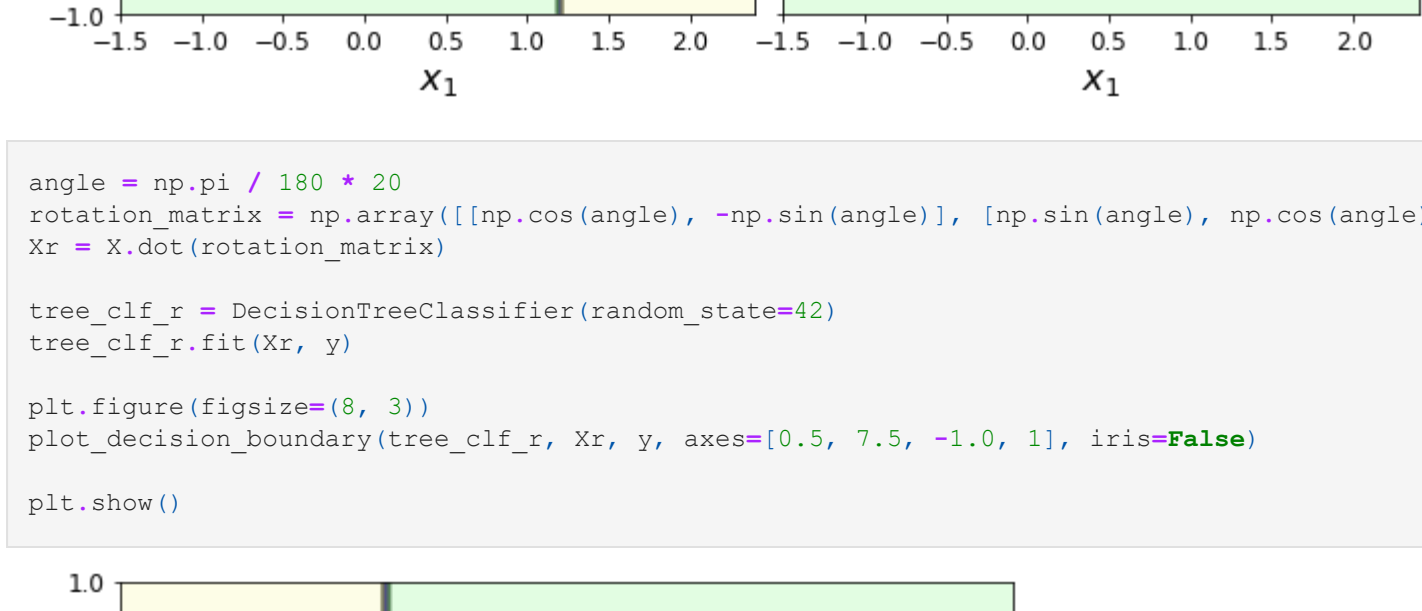 −1.0
−1.5 −1.0 −0.5 0.0 0.5 1.0 1.5 2.0 −1.5 −1.0 −0.5 0.0 0.5 1.0 1.5 2.0
x₁ x₁
angle = np.pi / 180 * 20
rotation_matrix = np.array([[np.cos(angle), -np.sin(angle)], [np.sin(angle), np.cos(angle)
Xr = X.dot(rotation_matrix)
tree_clf_r = DecisionTreeClassifier(random_state=42)
tree_clf_r.fit(Xr, y)
plt.figure(figsize=(8, 3))
plot_decision_boundary(tree_clf_r, Xr, y, axes=[0.5, 7.5, -1.0, 1], iris=False)
plt.show()
1.0